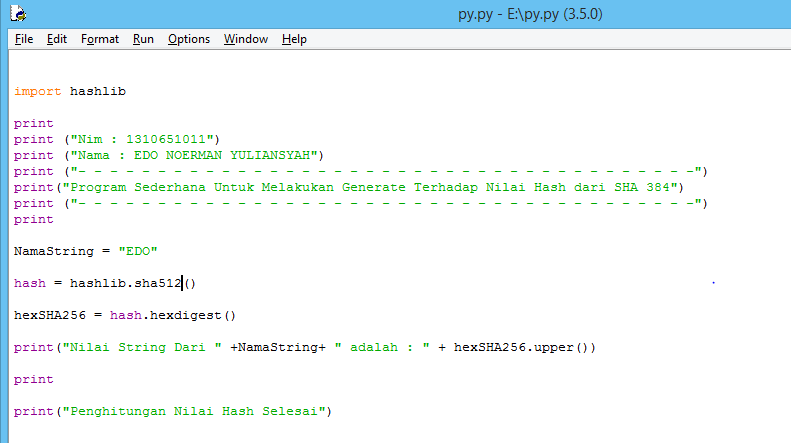 py.py - E:\py.py (3.5.0)
File Edit Format Run Options Window Help
import hashlib
print
print ("Nim : 1310651011")
print ("Nama : EDO NOERMAN YULIANSYAH")
print ("- - - - - - - - - - - - - - - - - - - - - - - - - - - - - - - - - - - - - - -")
print("Program Sederhana Untuk Melakukan Generate Terhadap Nilai Hash dari SHA 384")
print ("- - - - - - - - - - - - - - - - - - - - - - - - - - - - - - - - - - - - - - -")
print
NamaString = "EDO"
hash = hashlib.sha512()
hexSHA256 = hash.hexdigest()
print("Nilai String Dari " +NamaString+ " adalah : " + hexSHA256.upper())
print
print("Penghitungan Nilai Hash Selesai")